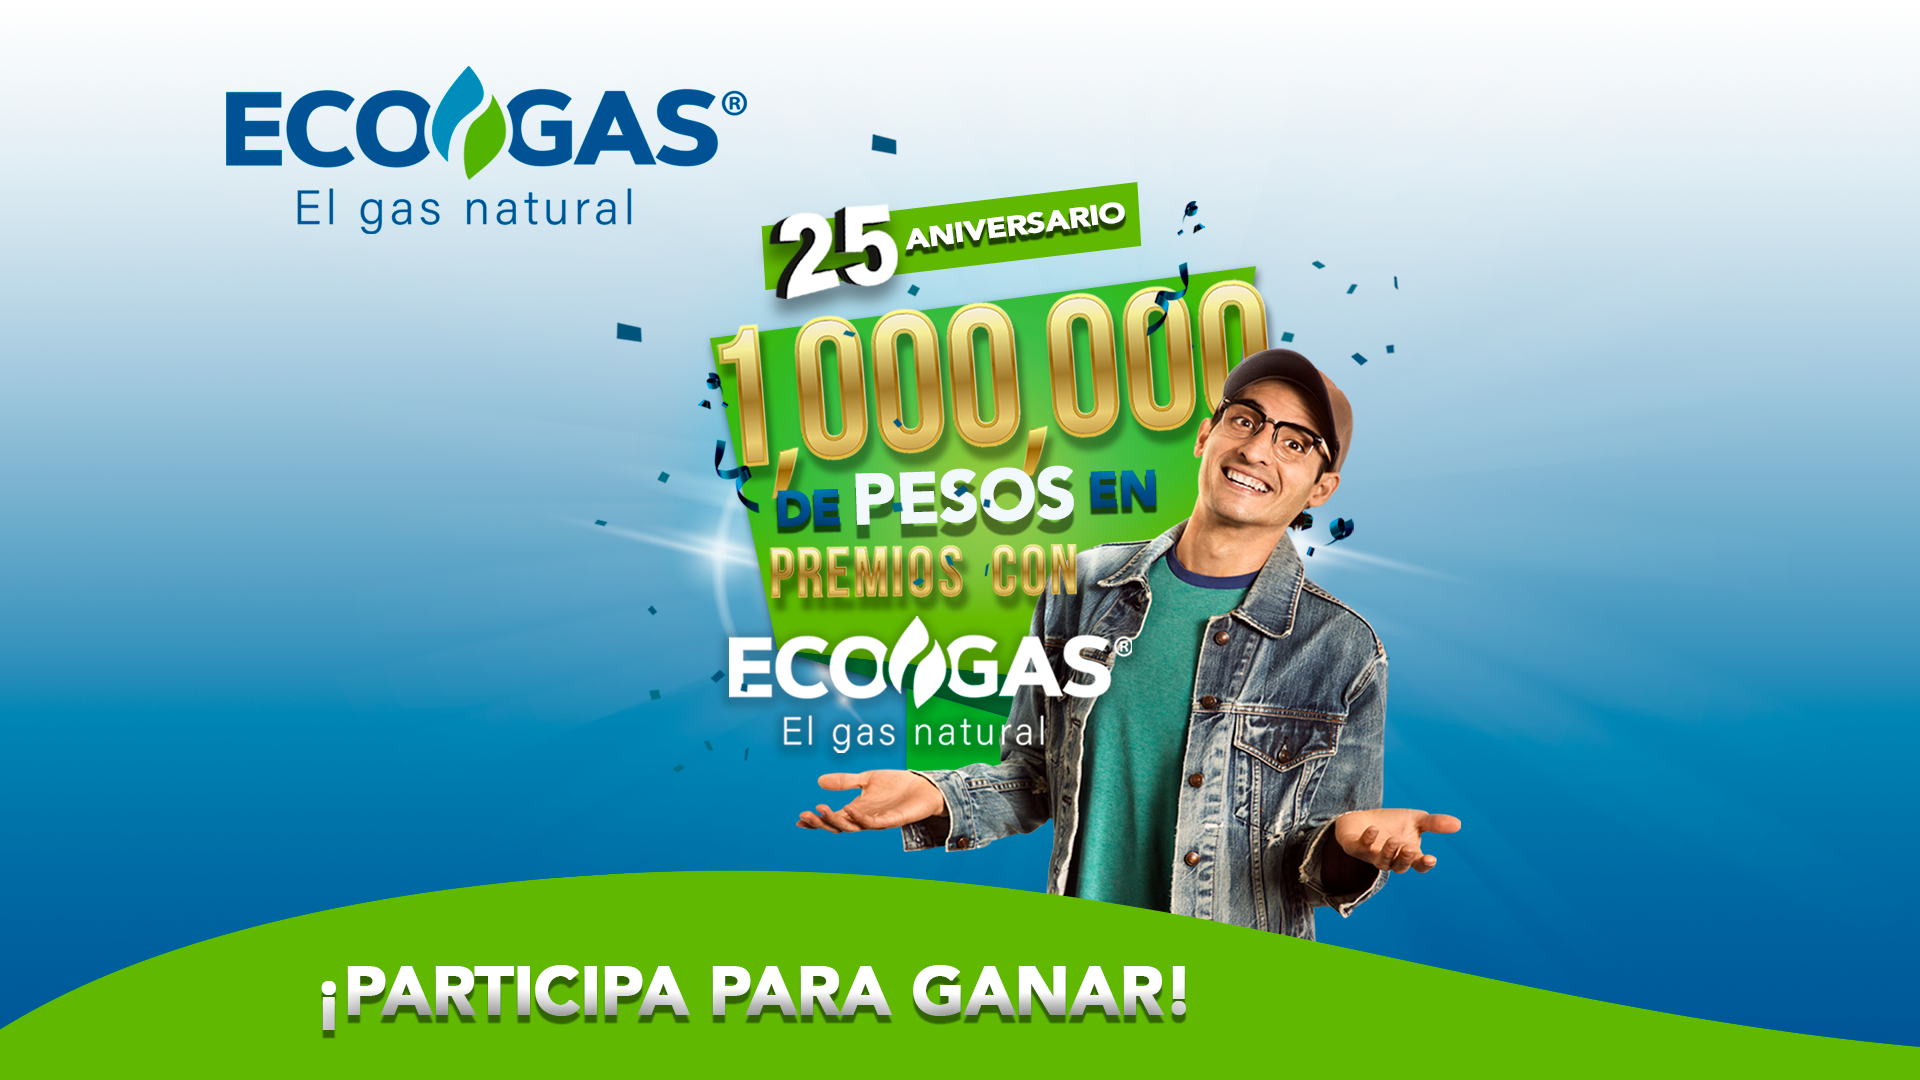 ECOGAS®
El gas natural
25 ANIVERSARIO
1,000,000
DE PESOS EN
PREMIOS CON
ECOGAS®
El gas natural
¡PARTICIPA PARA GANAR!